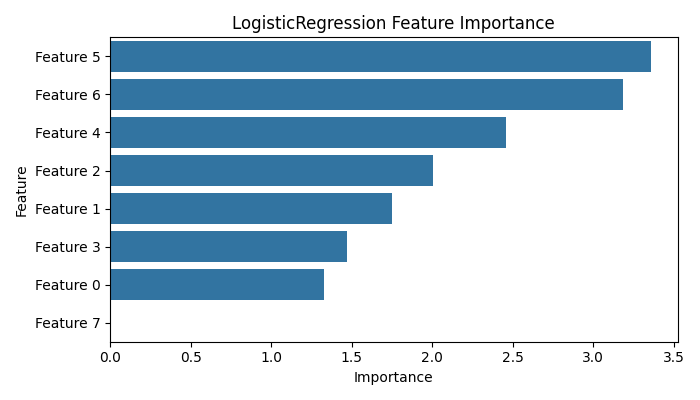 LogisticRegression Feature Importance
Feature
Feature 5
Feature 6
Feature 4
Feature 2
Feature 1
Feature 3
Feature 0
Feature 7
0.0 0.5 1.0 1.5 2.0 2.5 3.0 3.5
Importance